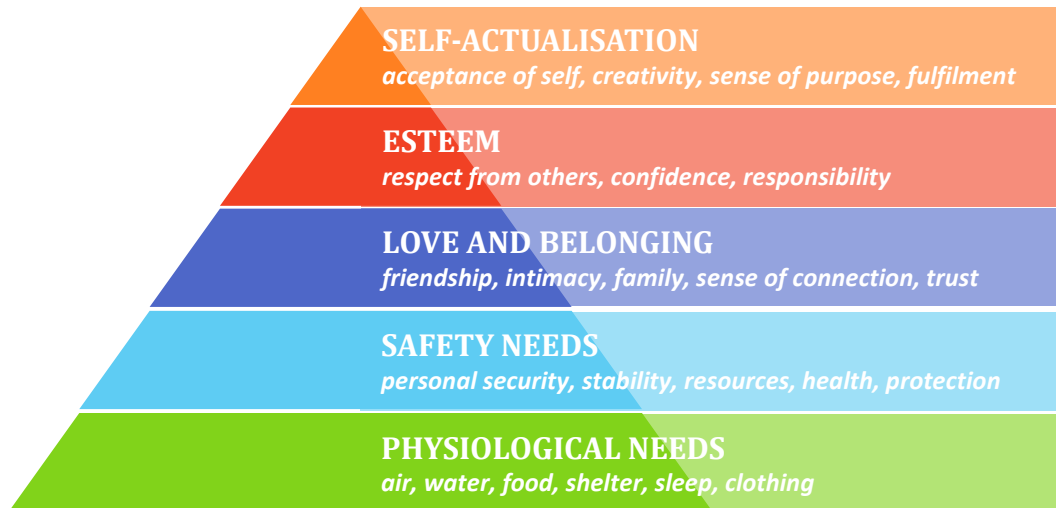 SELF-ACTUALISATION
acceptance of self, creativity, sense of purpose, fulfilment
ESTEEM
respect from others, confidence, responsibility
LOVE AND BELONGING
friendship, intimacy, family, sense of connection, trust
SAFETY NEEDS
personal security, stability, resources, health, protection
PHYSIOLOGICAL NEEDS
air, water, food, shelter, sleep, clothing